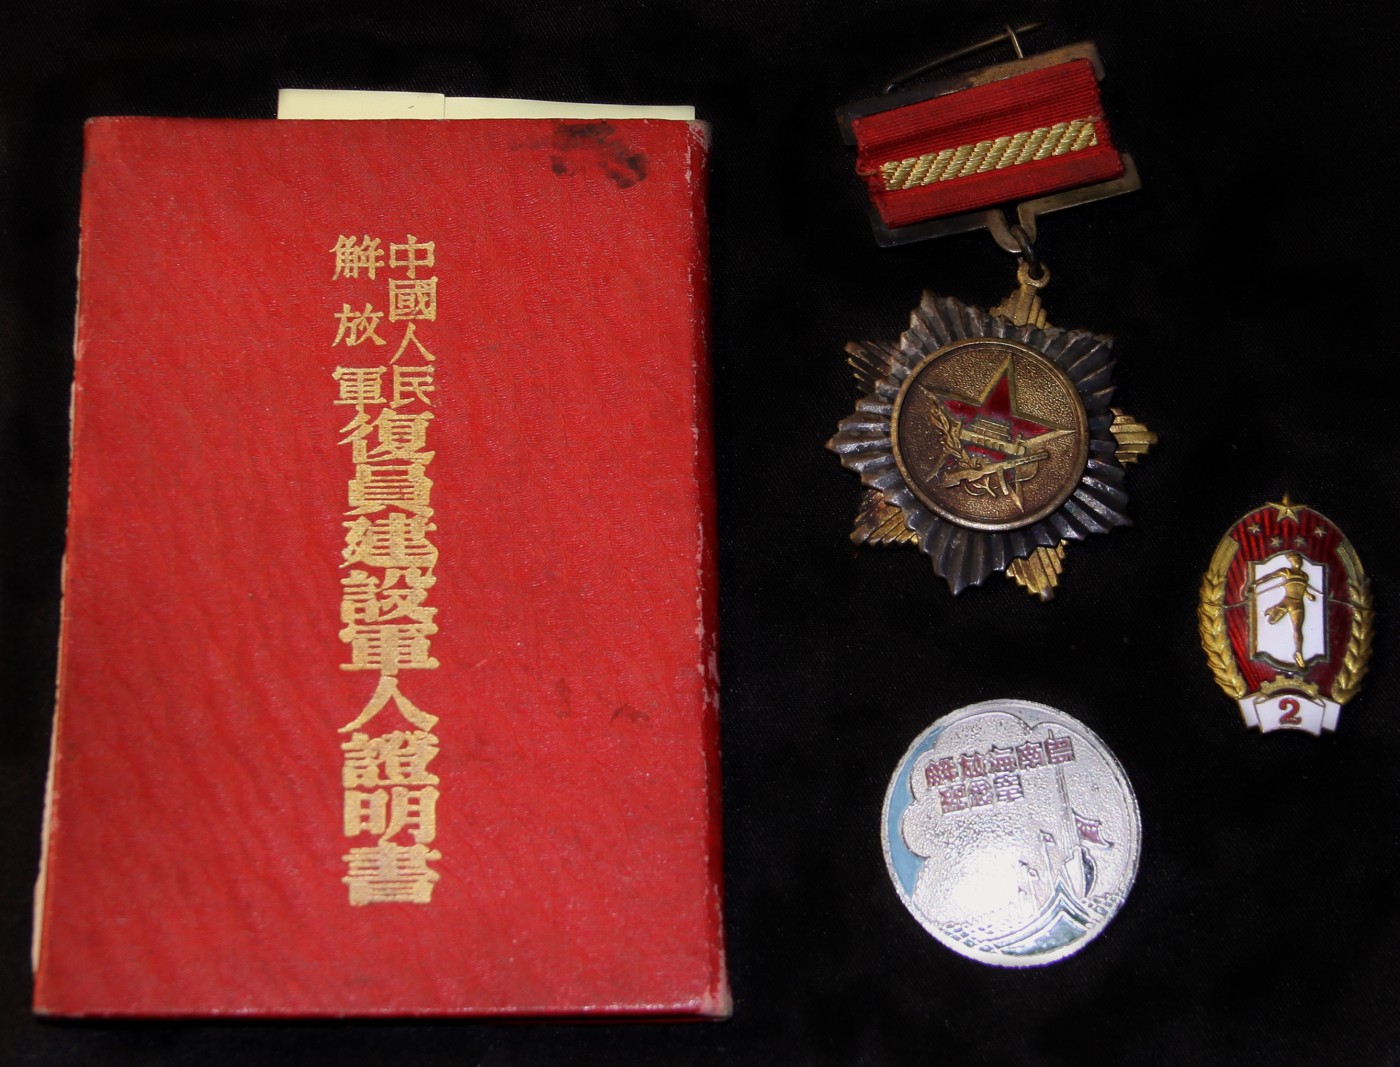 中國人民
解放軍
復員建設軍人證明書
解放海南島
紀念章
2